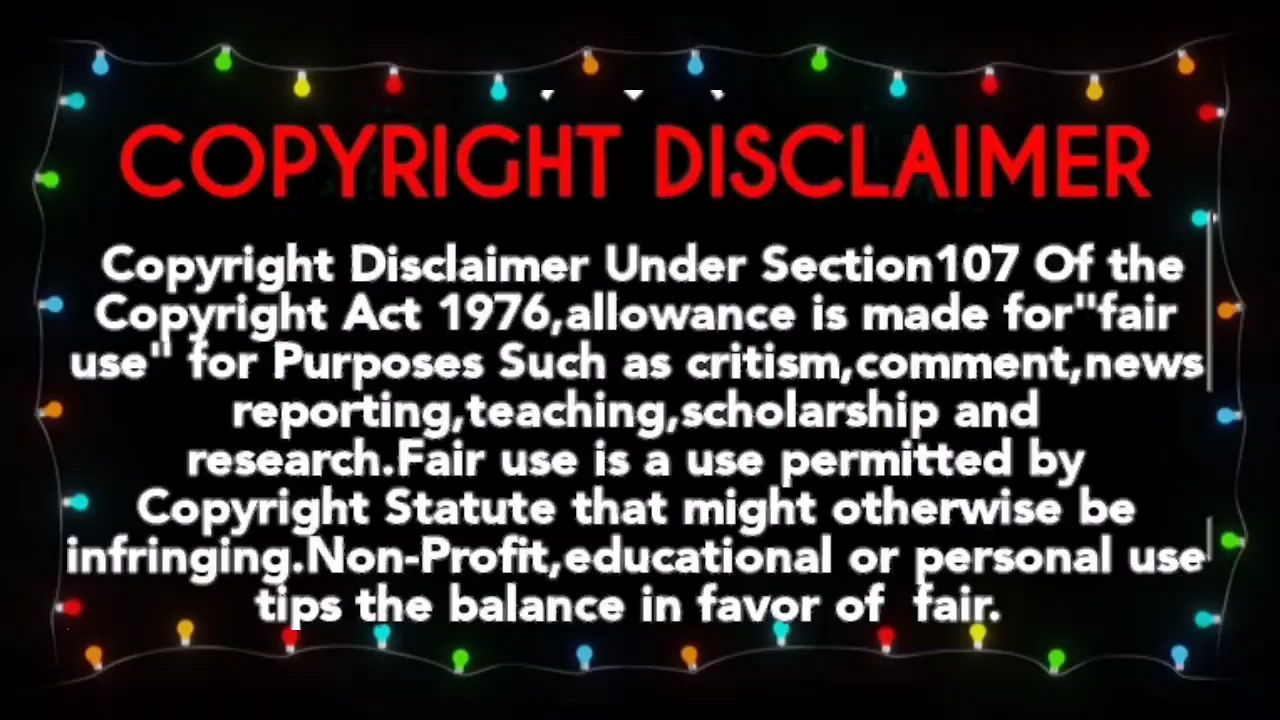 COPYRIGHT DISCLAIMER
Copyright Disclaimer Under Section107 Of the
Copyright Act 1976,allowance is made for"fair
use" for Purposes Such as critism,comment,news
reporting,teaching,scholarship and
research.Fair use is a use permitted by
Copyright Statute that might otherwise be
infringing.Non-Profit,educational or personal use
tips the balance in favor of  fair.